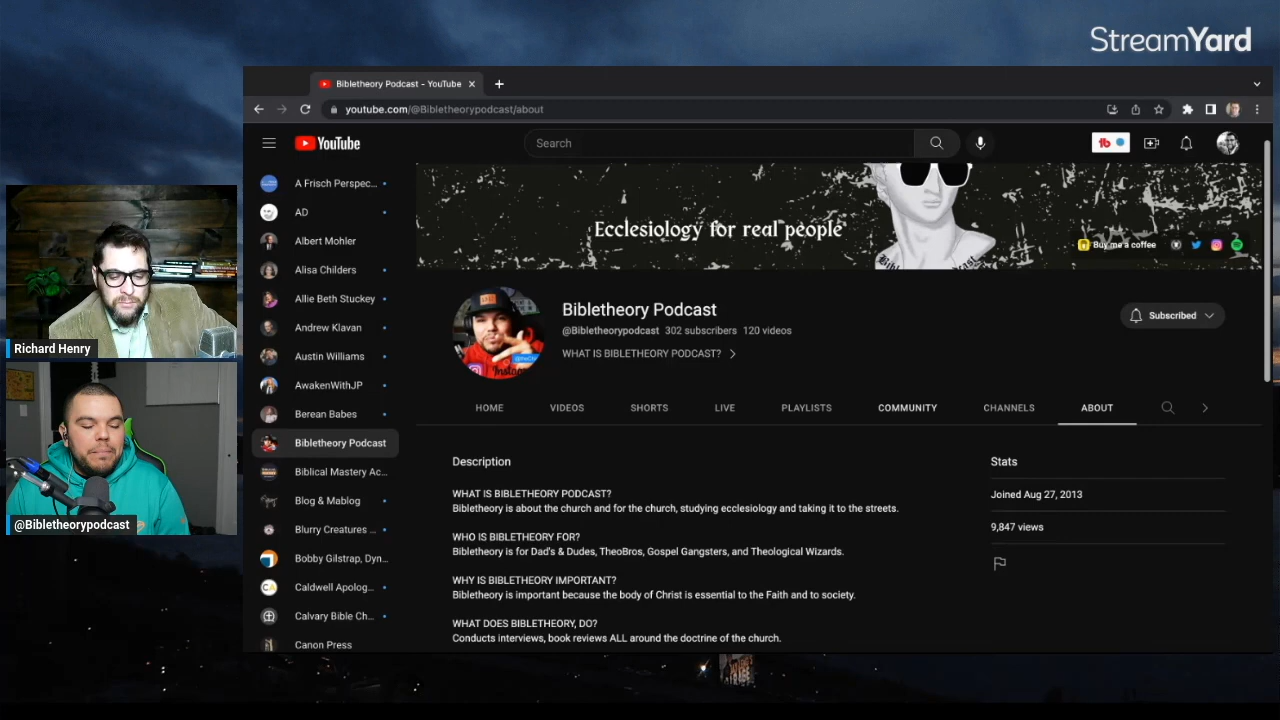 StreamYard
Bibletheory Podcast - YouTube
youtube.com/@Bibletheorypodcast/about
YouTube
Search
tb
A Frisch Perspec...
AD
Albert Mohler
Alisa Childers
Allie Beth Stuckey
Andrew Klavan
Austin Williams
AwakenWithJP
Berean Babes
Bibletheory Podcast
Biblical Mastery Ac...
Blog & Mablog
Blurry Creatures ...
Bobby Gilstrap, Dyn...
Caldwell Apolog...
Calvary Bible Ch...
Canon Press
Ecclesiology for real people
Buy me a coffee
Bibletheory Podcast
@Bibletheorypodcast 302 subscribers 120 videos
WHAT IS BIBLETHEORY PODCAST?
Subscribed
HOME VIDEOS SHORTS LIVE PLAYLISTS COMMUNITY CHANNELS ABOUT
Description
WHAT IS BIBLETHEORY PODCAST?
Bibletheory is about the church and for the church, studying ecclesiology and taking it to the streets.
WHO IS BIBLETHEORY FOR?
Bibletheory is for Dad's & Dudes, TheoBros, Gospel Gangsters, and Theological Wizards.
WHY IS BIBLETHEORY IMPORTANT?
Bibletheory is important because the body of Christ is essential to the Faith and to society.
WHAT DOES BIBLETHEORY, DO?
Conducts interviews, book reviews ALL around the doctrine of the church.
Stats
Joined Aug 27, 2013
9,847 views
Richard Henry
@Bibletheorypodcast